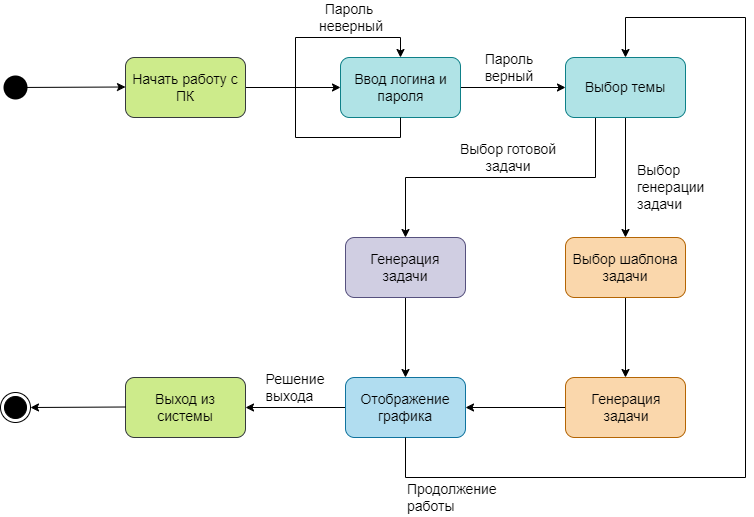 Пароль
неверный
Начать работу с
ПК
Ввод логина и
пароля
Пароль
верный
Выбор темы
Выбор готовой
задачи
Выбор
генерации
задачи
Генерация
задачи
Выбор шаблона
задачи
Выход из
системы
Решение
выхода
Отображение
графика
Генерация
задачи
Продолжение
работы